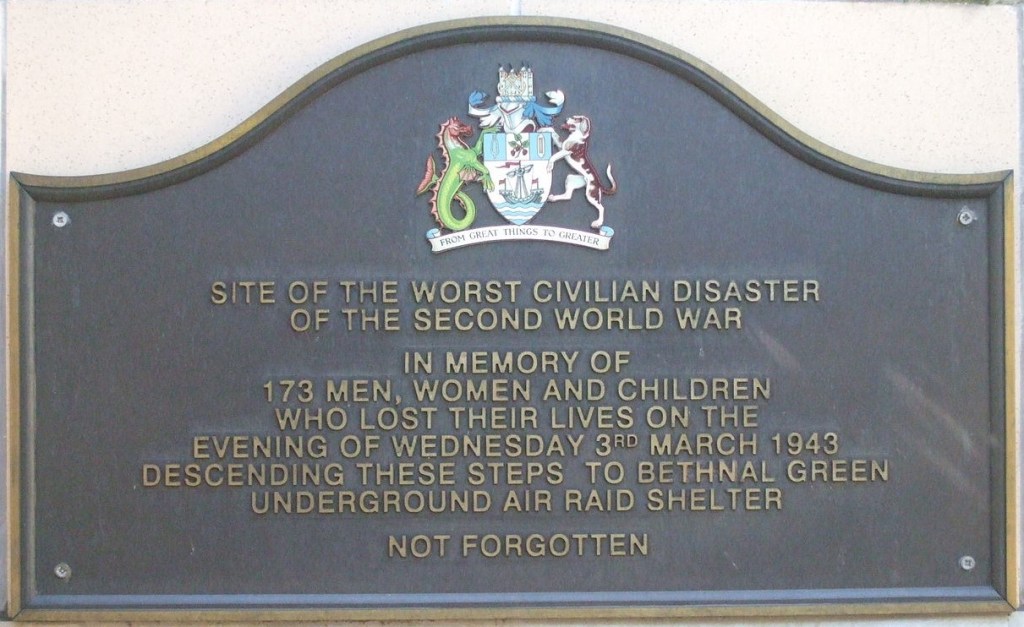 FROM GREAT THINGS TO GREATER
SITE OF THE WORST CIVILIAN DISASTER
OF THE SECOND WORLD WAR
IN MEMORY OF
173 MEN, WOMEN AND CHILDREN
WHO LOST THEIR LIVES ON THE
EVENING OF WEDNESDAY 3RD MARCH 1943
DESCENDING THESE STEPS TO BETHNAL GREEN
UNDERGROUND AIR RAID SHELTER
NOT FORGOTTEN